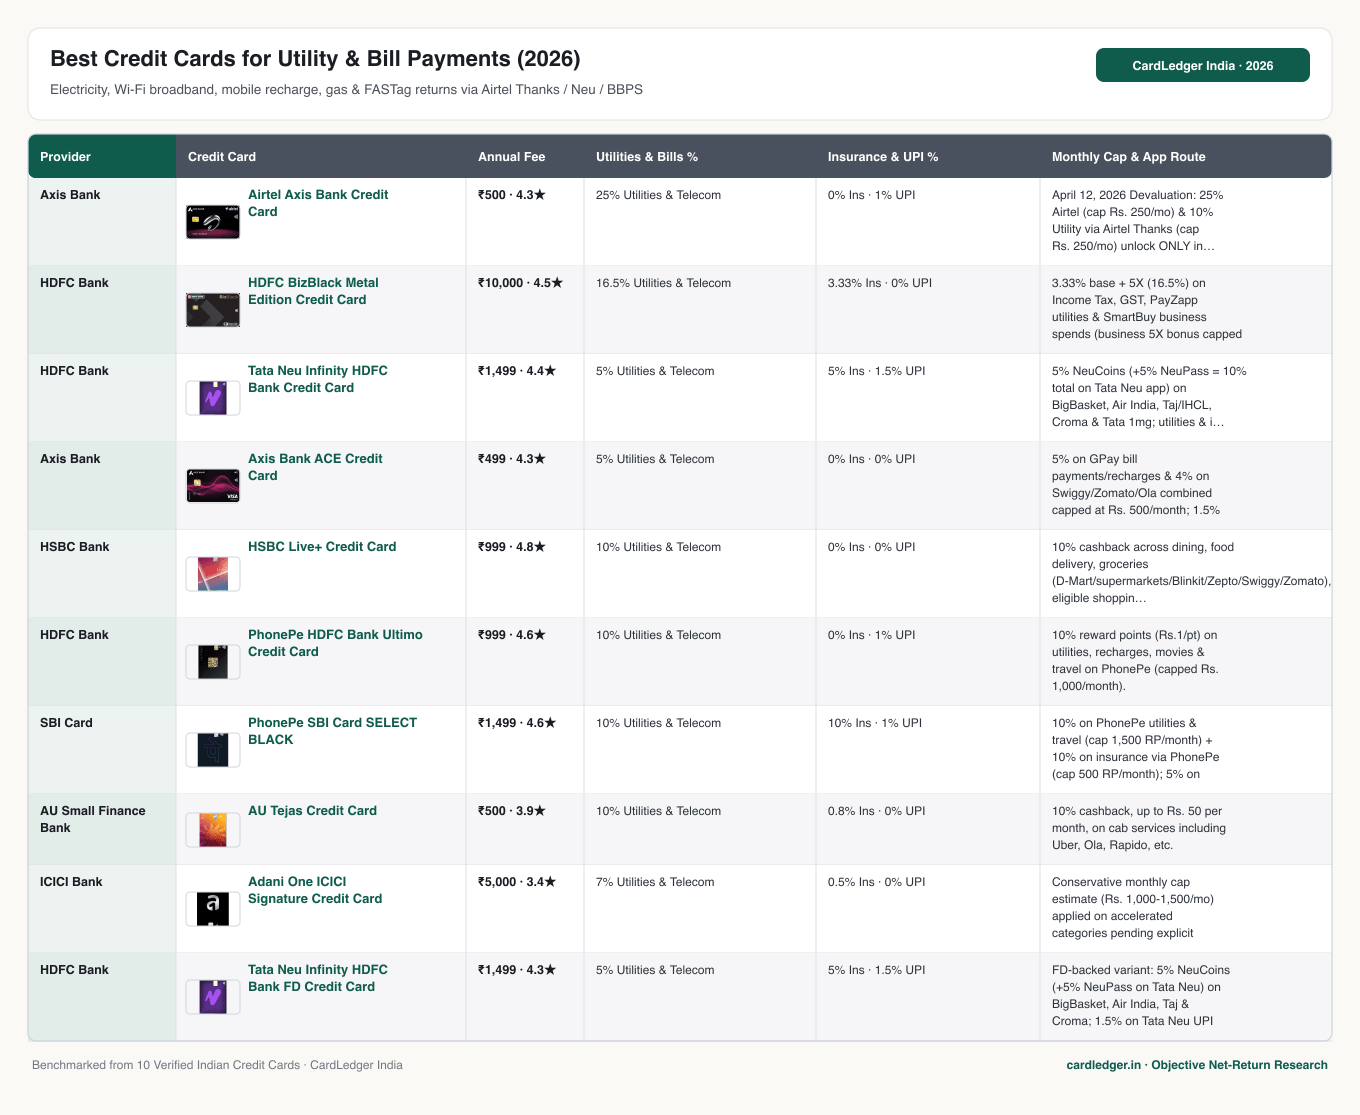 Best Credit Cards for Utility & Bill Payments (2026)
Electricity, Wi-Fi broadband, mobile recharge, gas & FASTag returns via Airtel Thanks / Neu / BBPS
CardLedger India · 2026
Provider
Credit Card
Annual Fee
Utilities & Bills %
Insurance & UPI %
Monthly Cap & App Route
Axis Bank
Airtel Axis Bank Credit
Card
₹500 · 4.3★
25% Utilities & Telecom
0% Ins · 1% UPI
April 12, 2026 Devaluation: 25%
Airtel (cap Rs. 250/mo) & 10%
Utility via Airtel Thanks (cap
Rs. 250/mo) unlock ONLY in…
HDFC Bank
HDFC BizBlack Metal
Edition Credit Card
₹10,000 · 4.5★
16.5% Utilities & Telecom
3.33% Ins · 0% UPI
3.33% base + 5X (16.5%) on
Income Tax, GST, PayZapp
utilities & SmartBuy business
spends (business 5X bonus capped
HDFC Bank
Tata Neu Infinity HDFC
Bank Credit Card
₹1,499 · 4.4★
5% Utilities & Telecom
5% Ins · 1.5% UPI
5% NeuCoins (+5% NeuPass = 10%
total on Tata Neu app) on
BigBasket, Air India, Taj/IHCL,
Croma & Tata 1mg; utilities & i…
Axis Bank
Axis Bank ACE Credit
Card
₹499 · 4.3★
5% Utilities & Telecom
0% Ins · 0% UPI
5% on GPay bill
payments/recharges & 4% on
Swiggy/Zomato/Ola combined
capped at Rs. 500/month; 1.5%
HSBC Bank
HSBC Live+ Credit Card
₹999 · 4.8★
10% Utilities & Telecom
0% Ins · 0% UPI
10% cashback across dining, food
delivery, groceries
(D-Mart/supermarkets/Blinkit/Zepto/Swiggy/Zomato),
eligible shoppin…
HDFC Bank
PhonePe HDFC Bank Ultimo
Credit Card
₹999 · 4.6★
10% Utilities & Telecom
0% Ins · 1% UPI
10% reward points (Rs.1/pt) on
utilities, recharges, movies &
travel on PhonePe (capped Rs.
1,000/month).
SBI Card
PhonePe SBI Card SELECT
BLACK
₹1,499 · 4.6★
10% Utilities & Telecom
10% Ins · 1% UPI
10% on PhonePe utilities &
travel (cap 1,500 RP/month) +
10% on insurance via PhonePe
(cap 500 RP/month); 5% on
AU Small Finance
Bank
AU Tejas Credit Card
₹500 · 3.9★
10% Utilities & Telecom
0.8% Ins · 0% UPI
10% cashback, up to Rs. 50 per
month, on cab services including
Uber, Ola, Rapido, etc.
ICICI Bank
Adani One ICICI
Signature Credit Card
₹5,000 · 3.4★
7% Utilities & Telecom
0.5% Ins · 0% UPI
Conservative monthly cap
estimate (Rs. 1,000-1,500/mo)
applied on accelerated
categories pending explicit
HDFC Bank
Tata Neu Infinity HDFC
Bank FD Credit Card
₹1,499 · 4.3★
5% Utilities & Telecom
5% Ins · 1.5% UPI
FD-backed variant: 5% NeuCoins
(+5% NeuPass on Tata Neu) on
BigBasket, Air India, Taj &
Croma; 1.5% on Tata Neu UPI
Benchmarked from 10 Verified Indian Credit Cards · CardLedger India
cardledger.in · Objective Net-Return Research